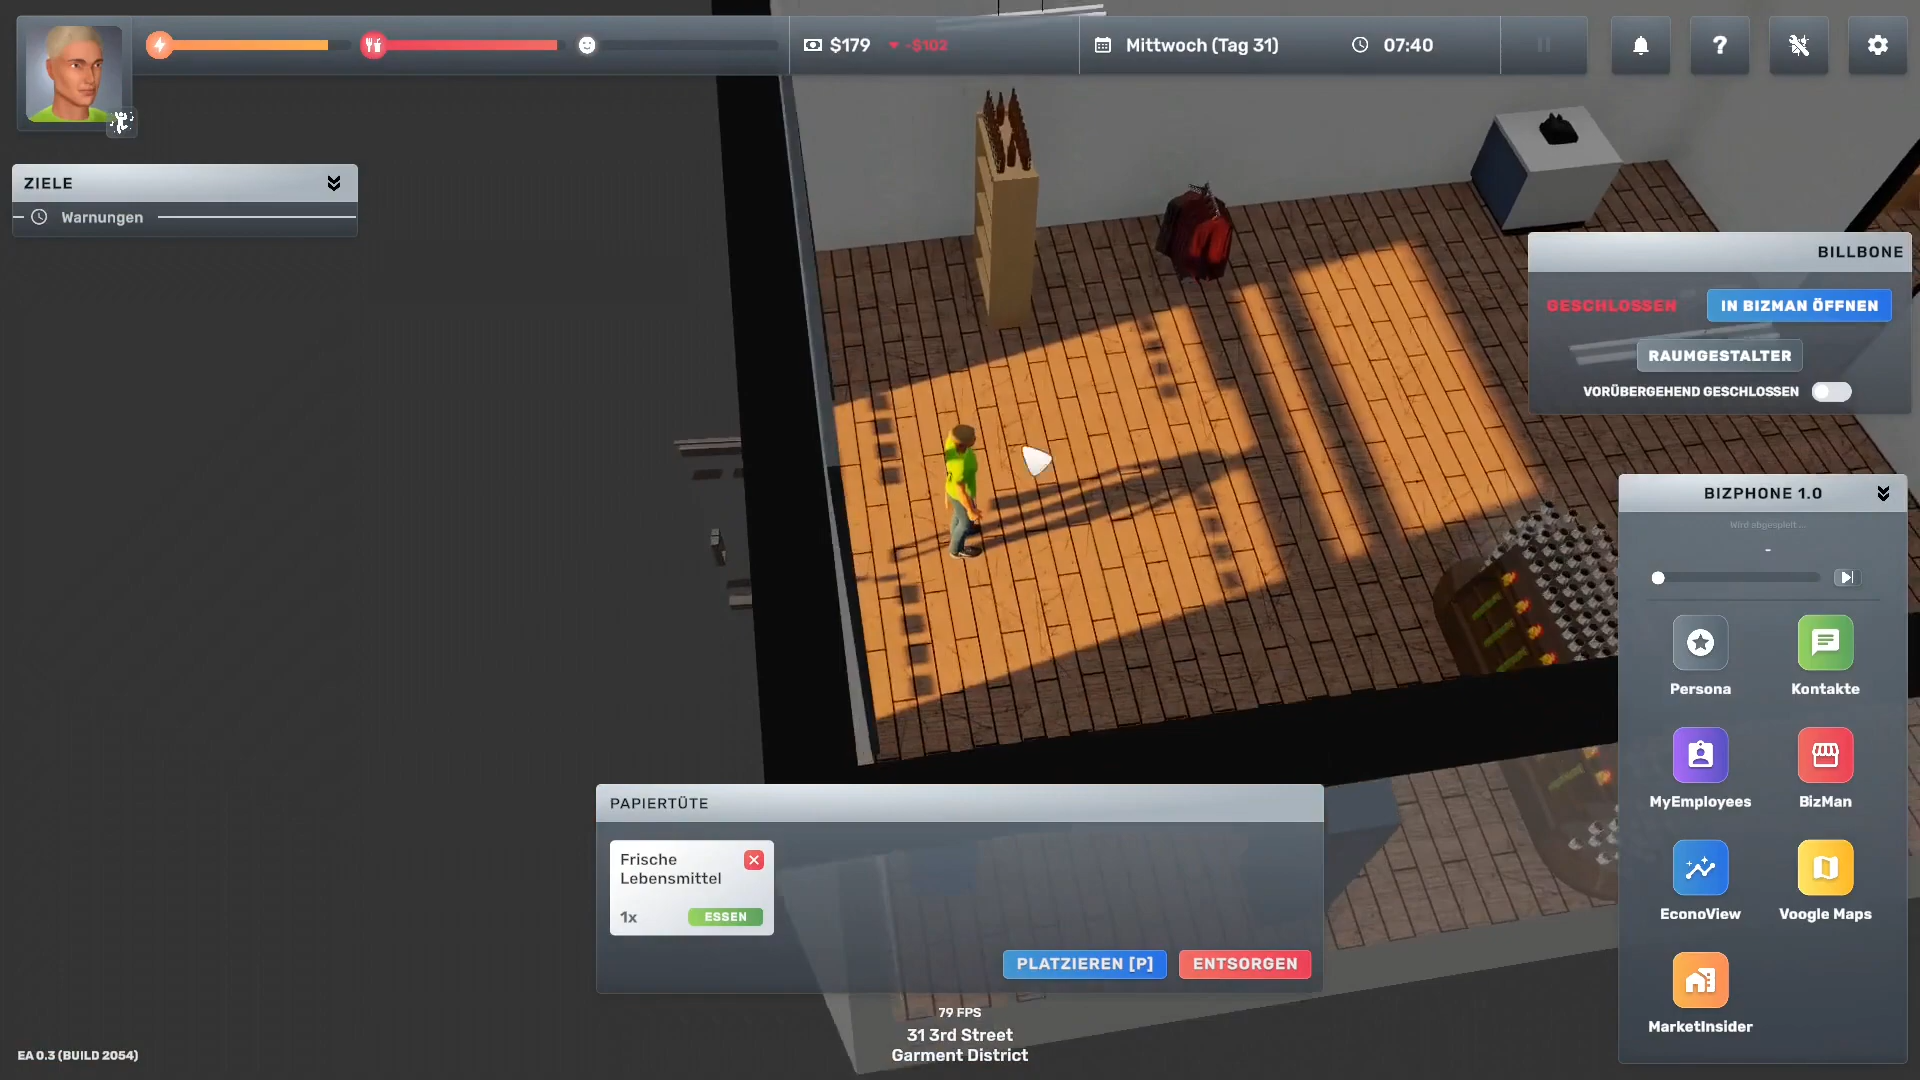 $179
-$102
Mittwoch (Tag 31)
07:40
?
ZIELE
Warnungen
BILLBONE
GESCHLOSSEN
IN BIZMAN ÖFFNEN
RAUMGESTALTER
VORÜBERGEHEND GESCHLOSSEN
BIZPHONE 1.0
Wird abgespielt ...
-
Persona
Kontakte
MyEmployees
BizMan
EconoView
Voogle Maps
MarketInsider
PAPIERTÜTE
Frische
Lebensmittel
1x
ESSEN
PLATZIEREN [P]
ENTSORGEN
79 FPS
31 3rd Street
Garment District
EA 0.3 (BUILD 2054)